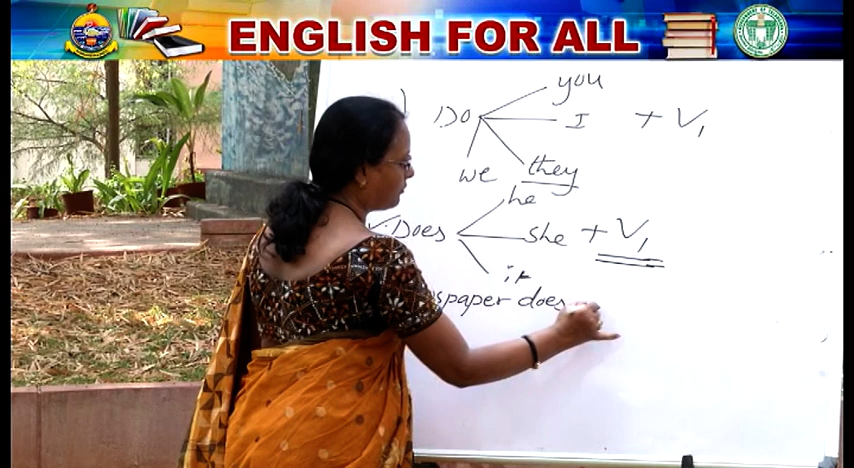 ENGLISH FOR ALL
you
Do I + V1
we they
he
Does she + V1
it
spaper does